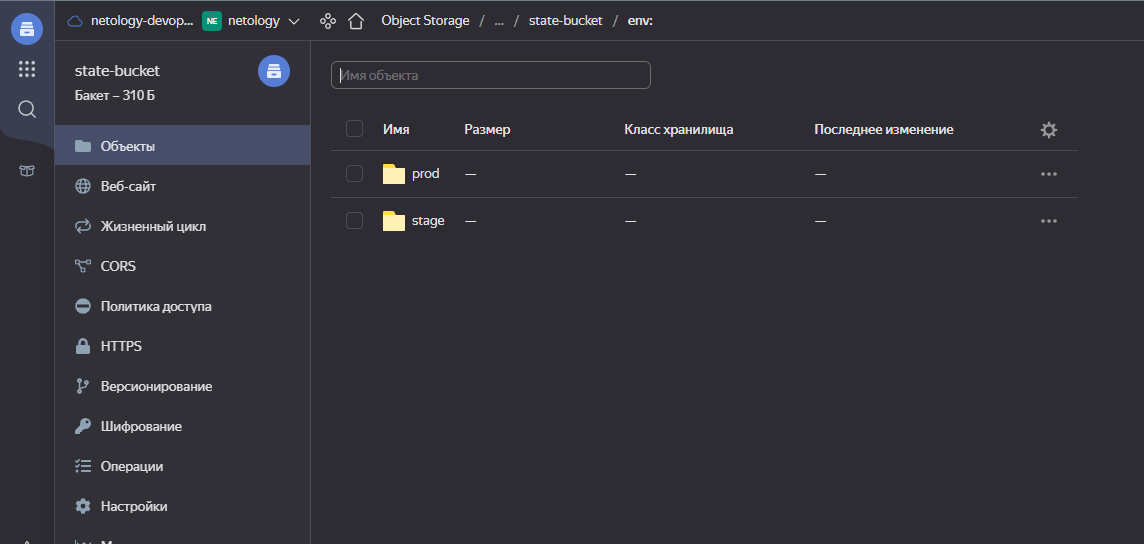 netology-devop... NE netology Object Storage / ... / state-bucket / env:
state-bucket
Бакет – 310 Б
Объекты
Веб-сайт
Жизненный цикл
CORS
Политика доступа
HTTPS
Версионирование
Шифрование
Операции
Настройки
Имя объекта
Имя Размер Класс хранилища Последнее изменение
prod — — —
stage — — —